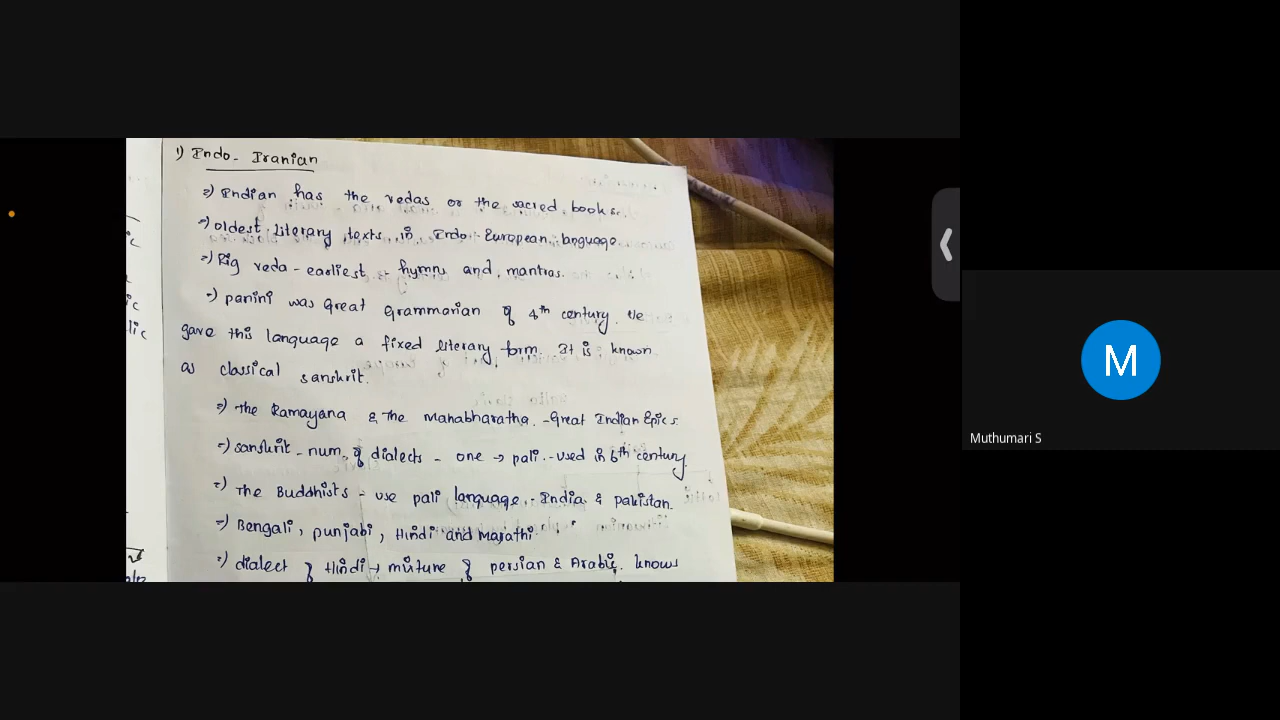 1) Indo - Iranian
=) Indian has the vedas or the sacred books.
=) oldest literary texts in Indo - European language
=) Rig veda - earliest - hymns and mantras.
=) panini was Great Grammarian of 4th century. He
gave this language a fixed literary form. It is known
as classical sanskrit.
=) The Ramayana & The Mahabharatha. - Great Indian Epics
=) sanskrit - num. of dialects - one → pali. - used in 6th century
=) The Buddhists - use pali language - India & pakistan.
=) Bengali, punjabi, Hindi and Marathi
=) dialect of Hindi → mixture of persian & Arabic. knows
M
Muthumari S